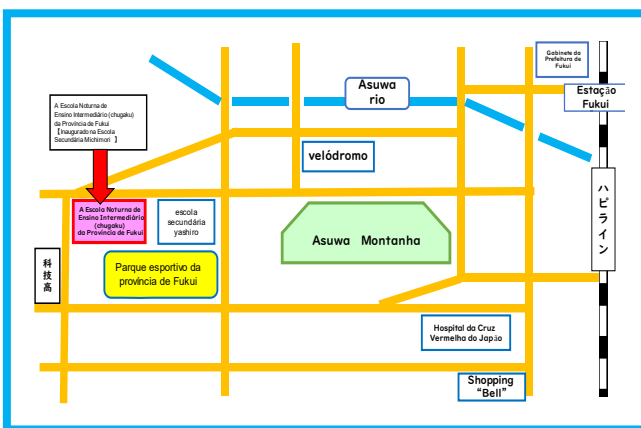 Gabinete do
Prefeitura de
Fukui
Estação
Fukui
Asuwa
rio
A Escola Noturna de
Ensino Intermediário (chugaku)
da Província de Fukui
【Inaugurado na Escola
Secundária Michimori 】
velódromo
ハピライン
A Escola Noturna de
Ensino Intermediário
(chugaku)
da Província de Fukui
escola
secundária
yashiro
Asuwa Montanha
科技高
Parque esportivo da
província de Fukui
Hospital da Cruz
Vermelha do Japão
Shopping
“Bell”